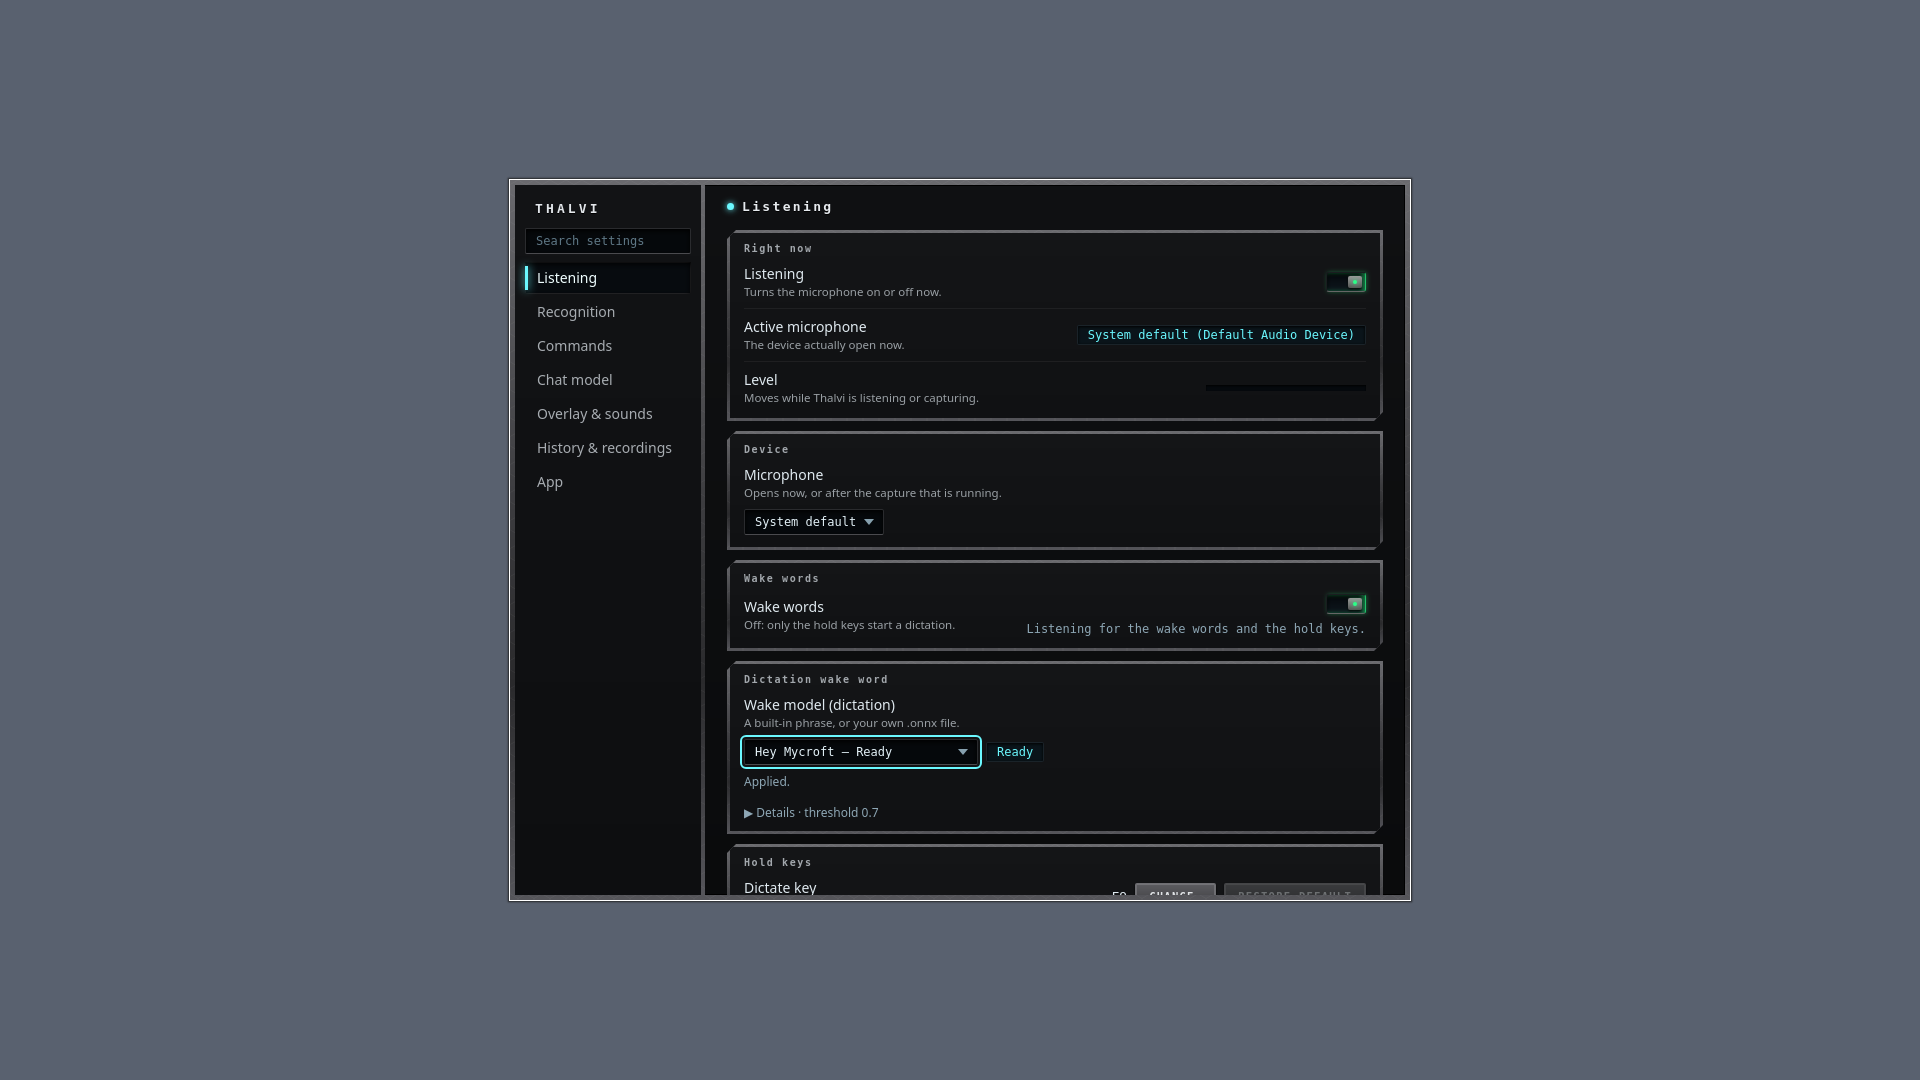 THALVI
Search settings
Listening
Recognition
Commands
Chat model
Overlay & sounds
History & recordings
App
Listening
Right now
Listening
Turns the microphone on or off now.
Active microphone
The device actually open now.
System default (Default Audio Device)
Level
Moves while Thalvi is listening or capturing.
Device
Microphone
Opens now, or after the capture that is running.
System default
Wake words
Wake words
Off: only the hold keys start a dictation.
Listening for the wake words and the hold keys.
Dictation wake word
Wake model (dictation)
A built-in phrase, or your own .onnx file.
Hey Mycroft — Ready
Ready
Applied.
▶ Details · threshold 0.7
Hold keys
Dictate key
RESTORE DEFAULT